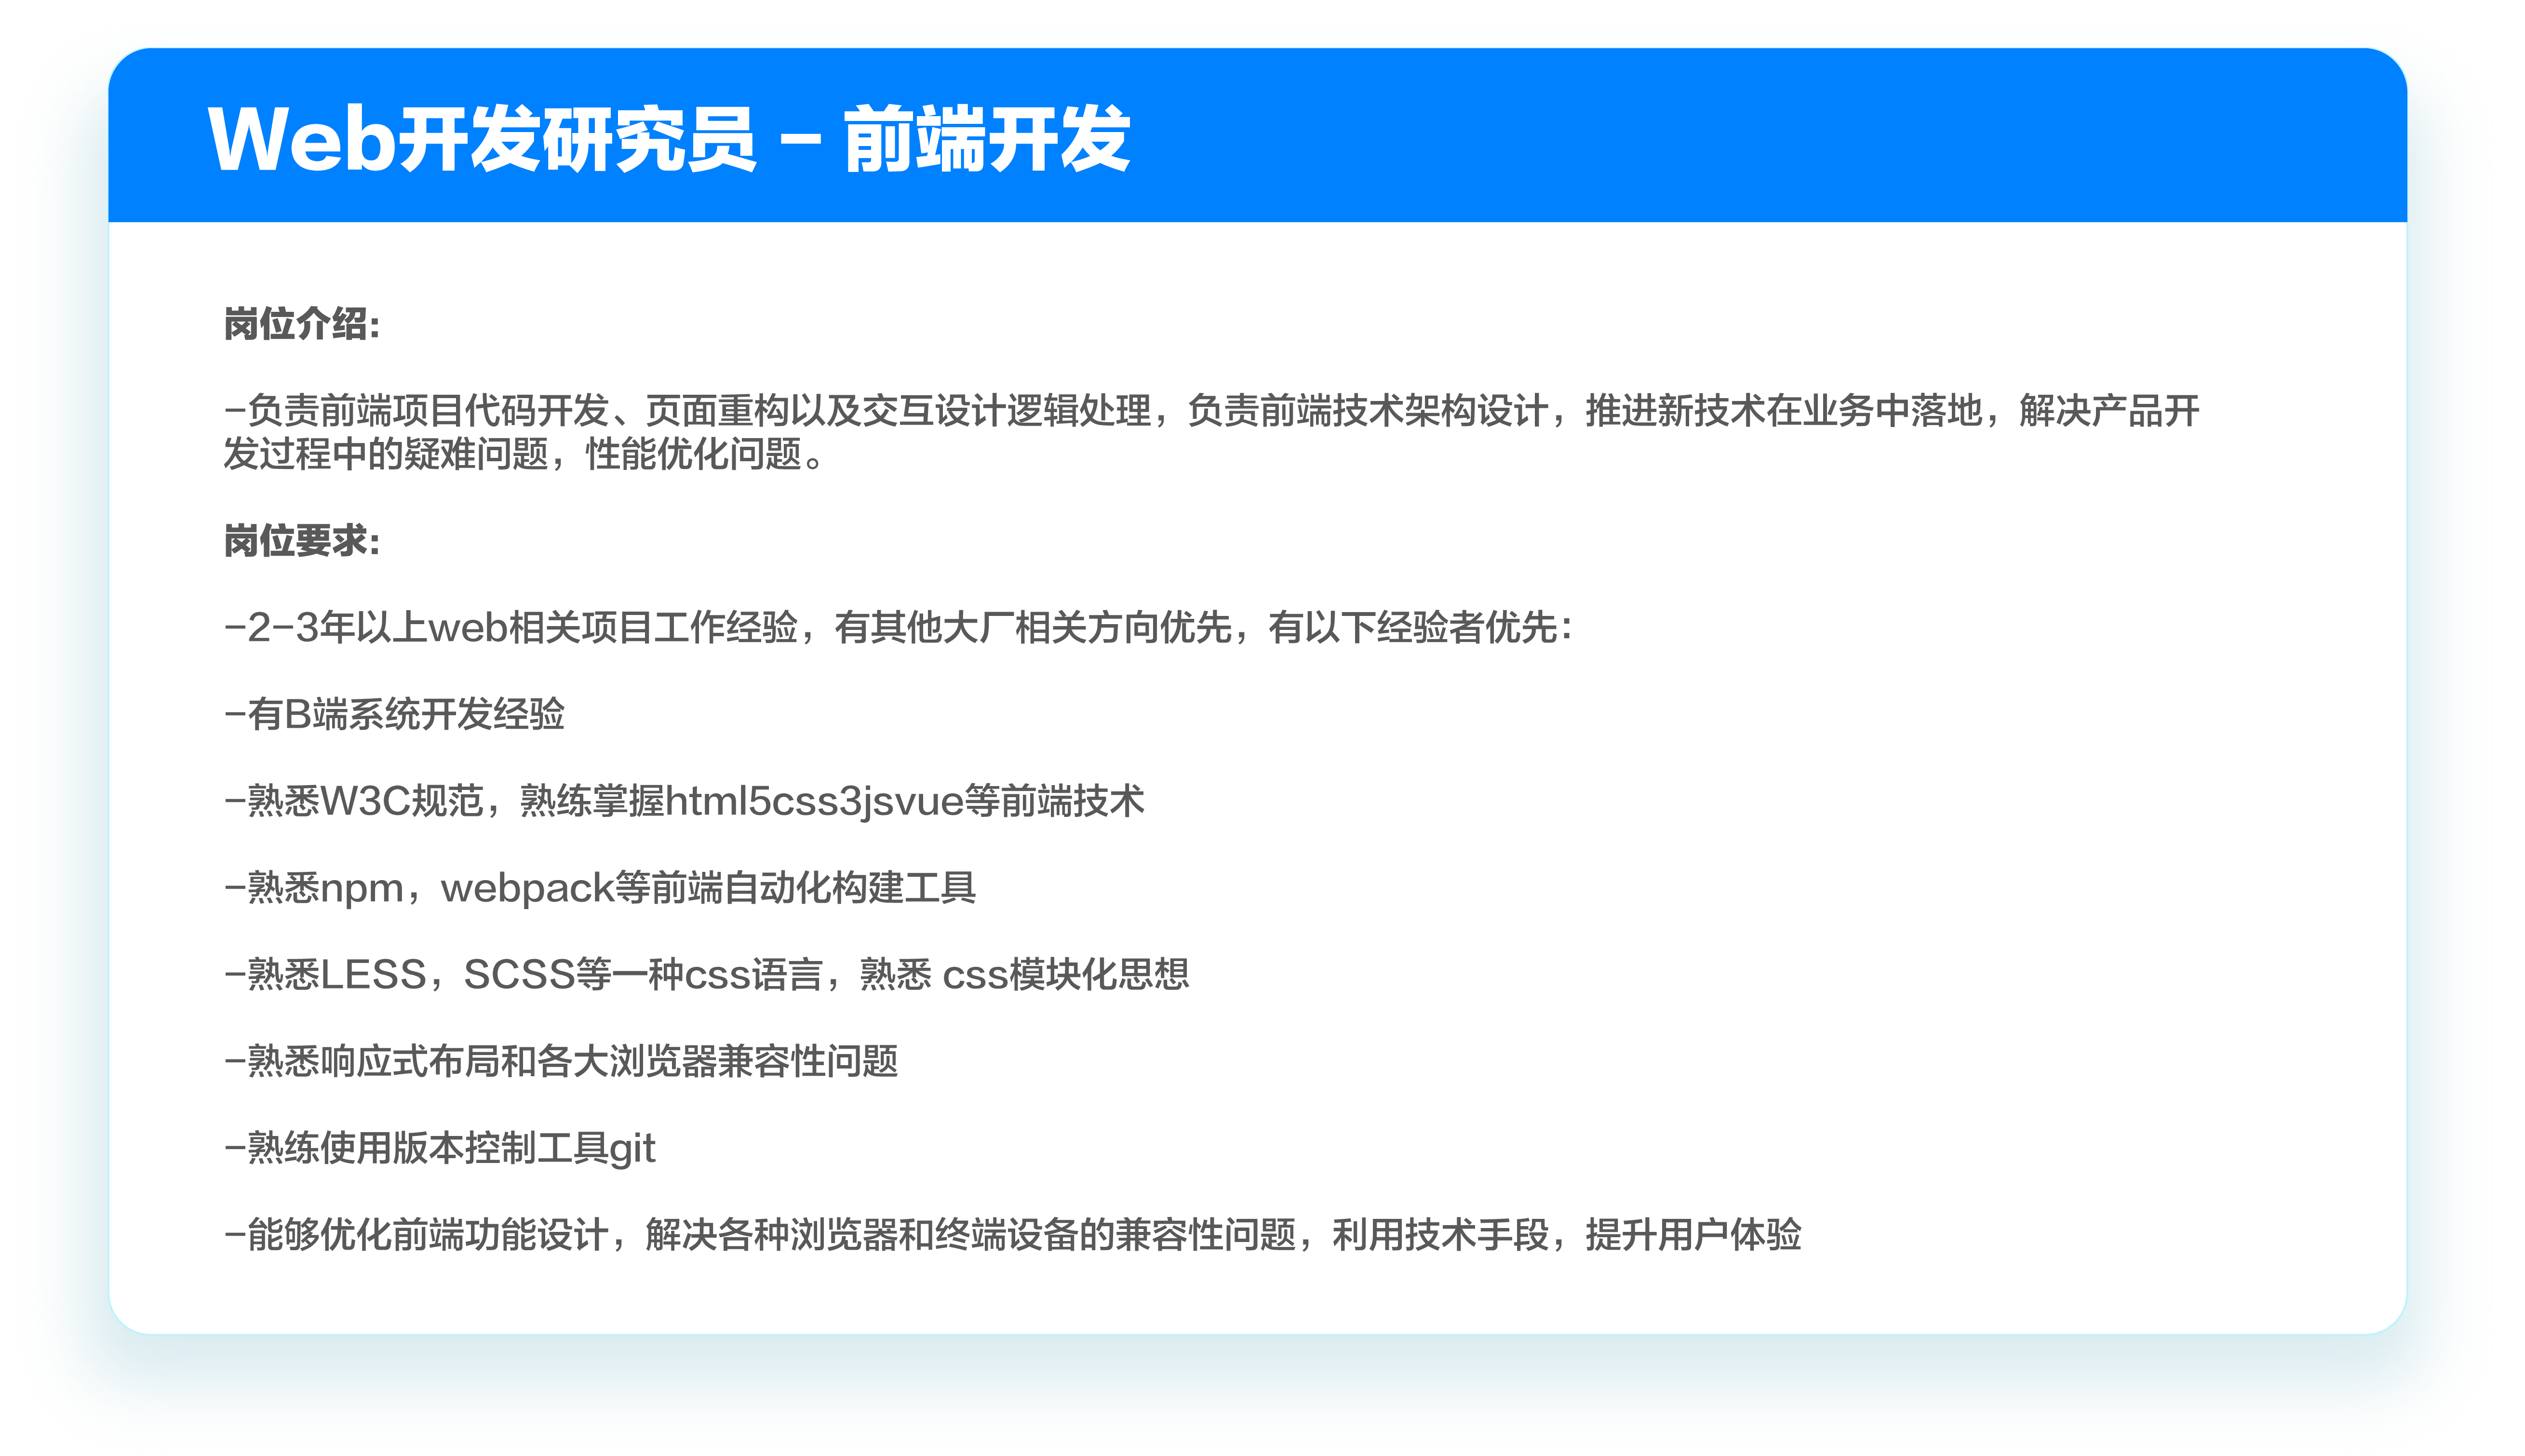 Web开发研究员 - 前端开发
岗位介绍:
-负责前端项目代码开发、页面重构以及交互设计逻辑处理，负责前端技术架构设计，推进新技术在业务中落地，解决产品开
发过程中的疑难问题，性能优化问题。
岗位要求:
-2-3年以上web相关项目工作经验，有其他大厂相关方向优先，有以下经验者优先：
-有B端系统开发经验
-熟悉W3C规范，熟练掌握html5css3jsvue等前端技术
-熟悉npm，webpack等前端自动化构建工具
-熟悉LESS，SCSS等一种css语言，熟悉 css模块化思想
-熟悉响应式布局和各大浏览器兼容性问题
-熟练使用版本控制工具git
-能够优化前端功能设计，解决各种浏览器和终端设备的兼容性问题，利用技术手段，提升用户体验